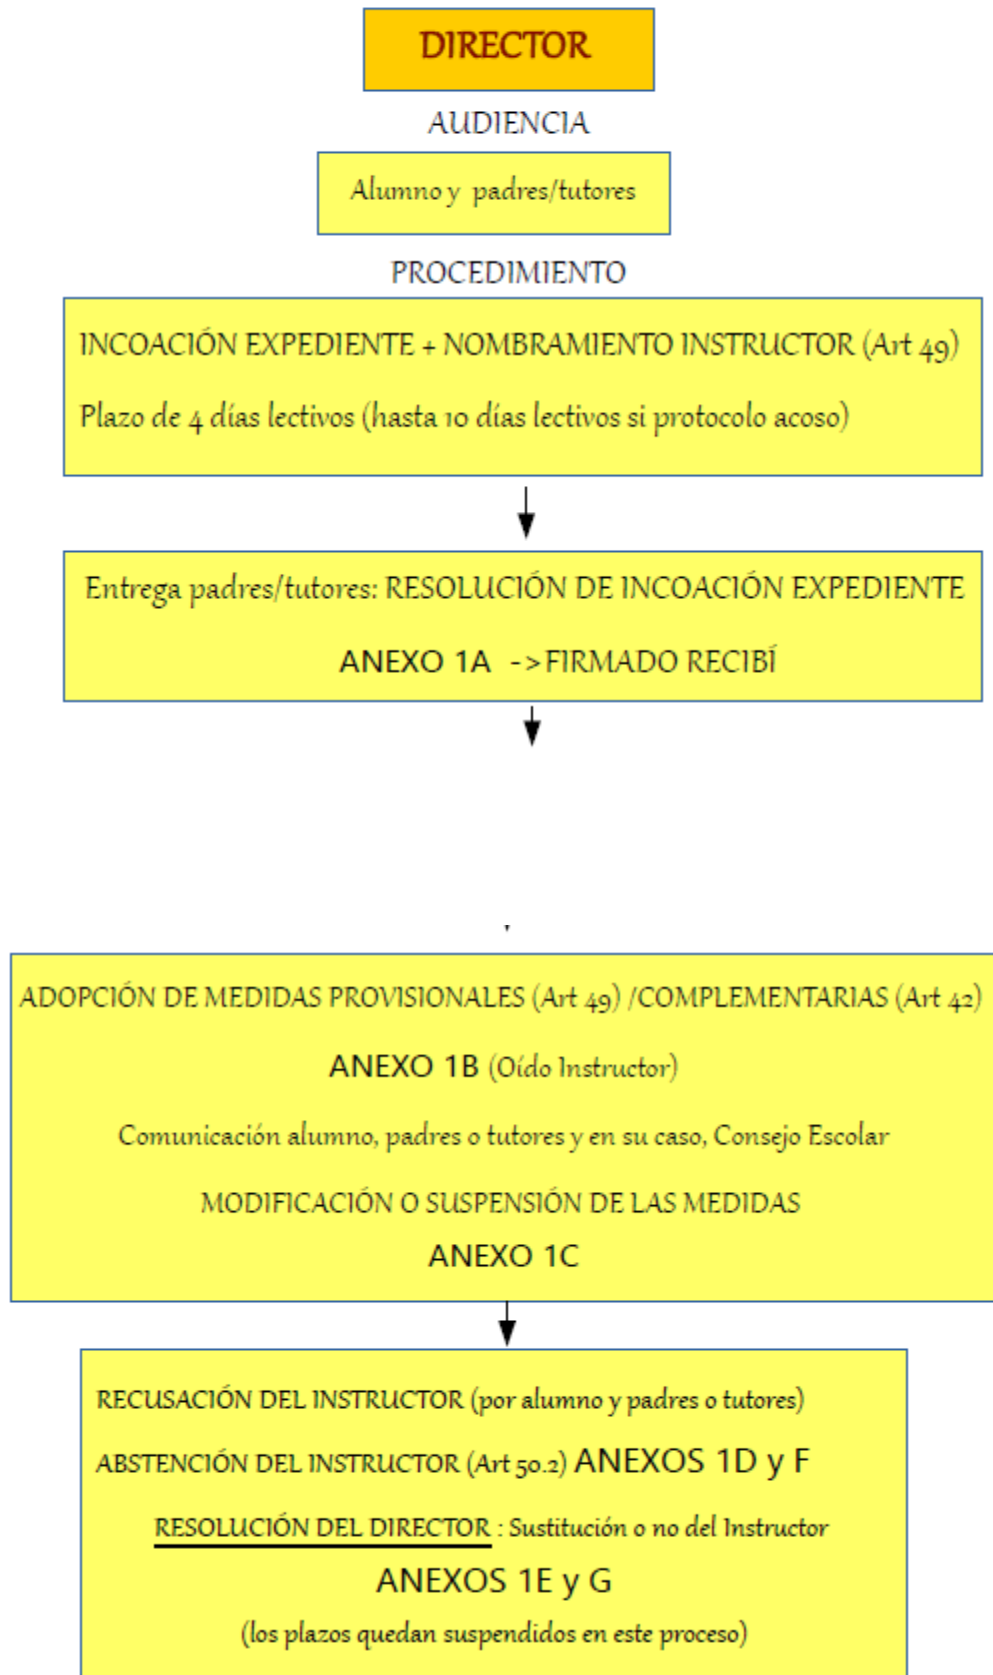 DIRECTOR
AUDIENCIA
Alumno y padres/tutores
PROCEDIMIENTO
INCOACIÓN EXPEDIENTE + NOMBRAMIENTO INSTRUCTOR (Art 49)
Plazo de 4 días lectivos (hasta 10 días lectivos si protocolo acoso)
Entrega padres/tutores: RESOLUCIÓN DE INCOACIÓN EXPEDIENTE
ANEXO 1A ->FIRMADO RECIBÍ
ADOPCIÓN DE MEDIDAS PROVISIONALES (Art 49) /COMPLEMENTARIAS (Art 42)
ANEXO 1B (Oído Instructor)
Comunicación alumno, padres o tutores y en su caso, Consejo Escolar
MODIFICACIÓN O SUSPENSIÓN DE LAS MEDIDAS
ANEXO 1C
RECUSACIÓN DEL INSTRUCTOR (por alumno y padres o tutores)
ABSTENCIÓN DEL INSTRUCTOR (Art 50.2) ANEXOS 1D y F
RESOLUCIÓN DEL DIRECTOR : Sustitución o no del Instructor
ANEXOS 1E y G
(los plazos quedan suspendidos en este proceso)